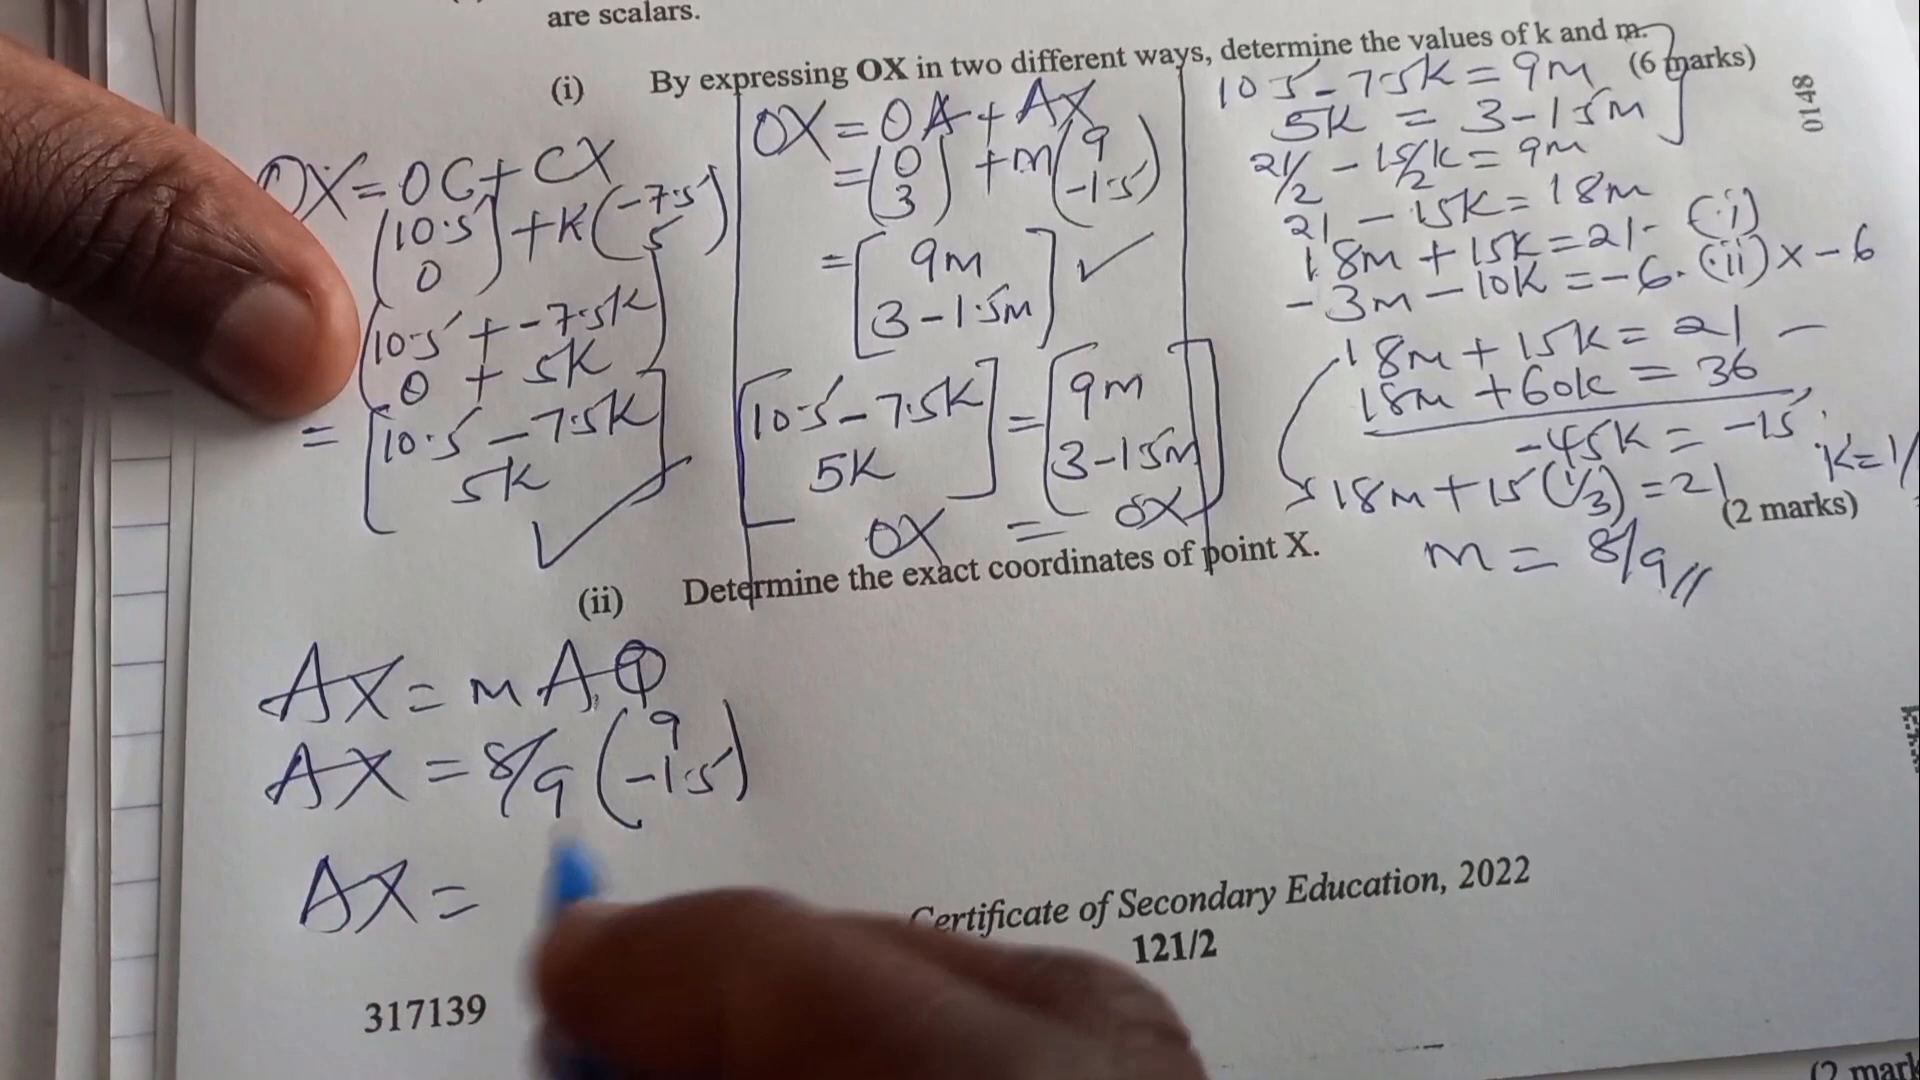 are scalars.
(i) By expressing OX in two different ways, determine the values of k and m.
(6 marks)
0148
OX = OC + CX
(10.5 0) + K(-7.5 5)
(10.5 + -7.5K
0 + 5K)
= [10.5 - 7.5K
5K]
OX = OA + AX
= (0 3) + m(9 -1.5)
= [9m
3 - 1.5m]
[10.5 - 7.5K 5K] = [9m 3 - 1.5m]
OX = OX
10.5 - 7.5K = 9m
5K = 3 - 1.5m
21/2 - 15/2K = 9m
21 - 15K = 18m
18m + 15K = 21 - (i)
-3m - 10K = -6. (ii) x -6
18m + 15K = 21 -
18m + 60K = 36
-45K = -15
K = 1/
18m + 15(1/3) = 21
(2 marks)
m = 8/9 //
(ii) Determine the exact coordinates of point X.
AX = m AQ
AX = 8/9 (9 -1.5)
AX =
Certificate of Secondary Education, 2022
121/2
317139
(2 mark